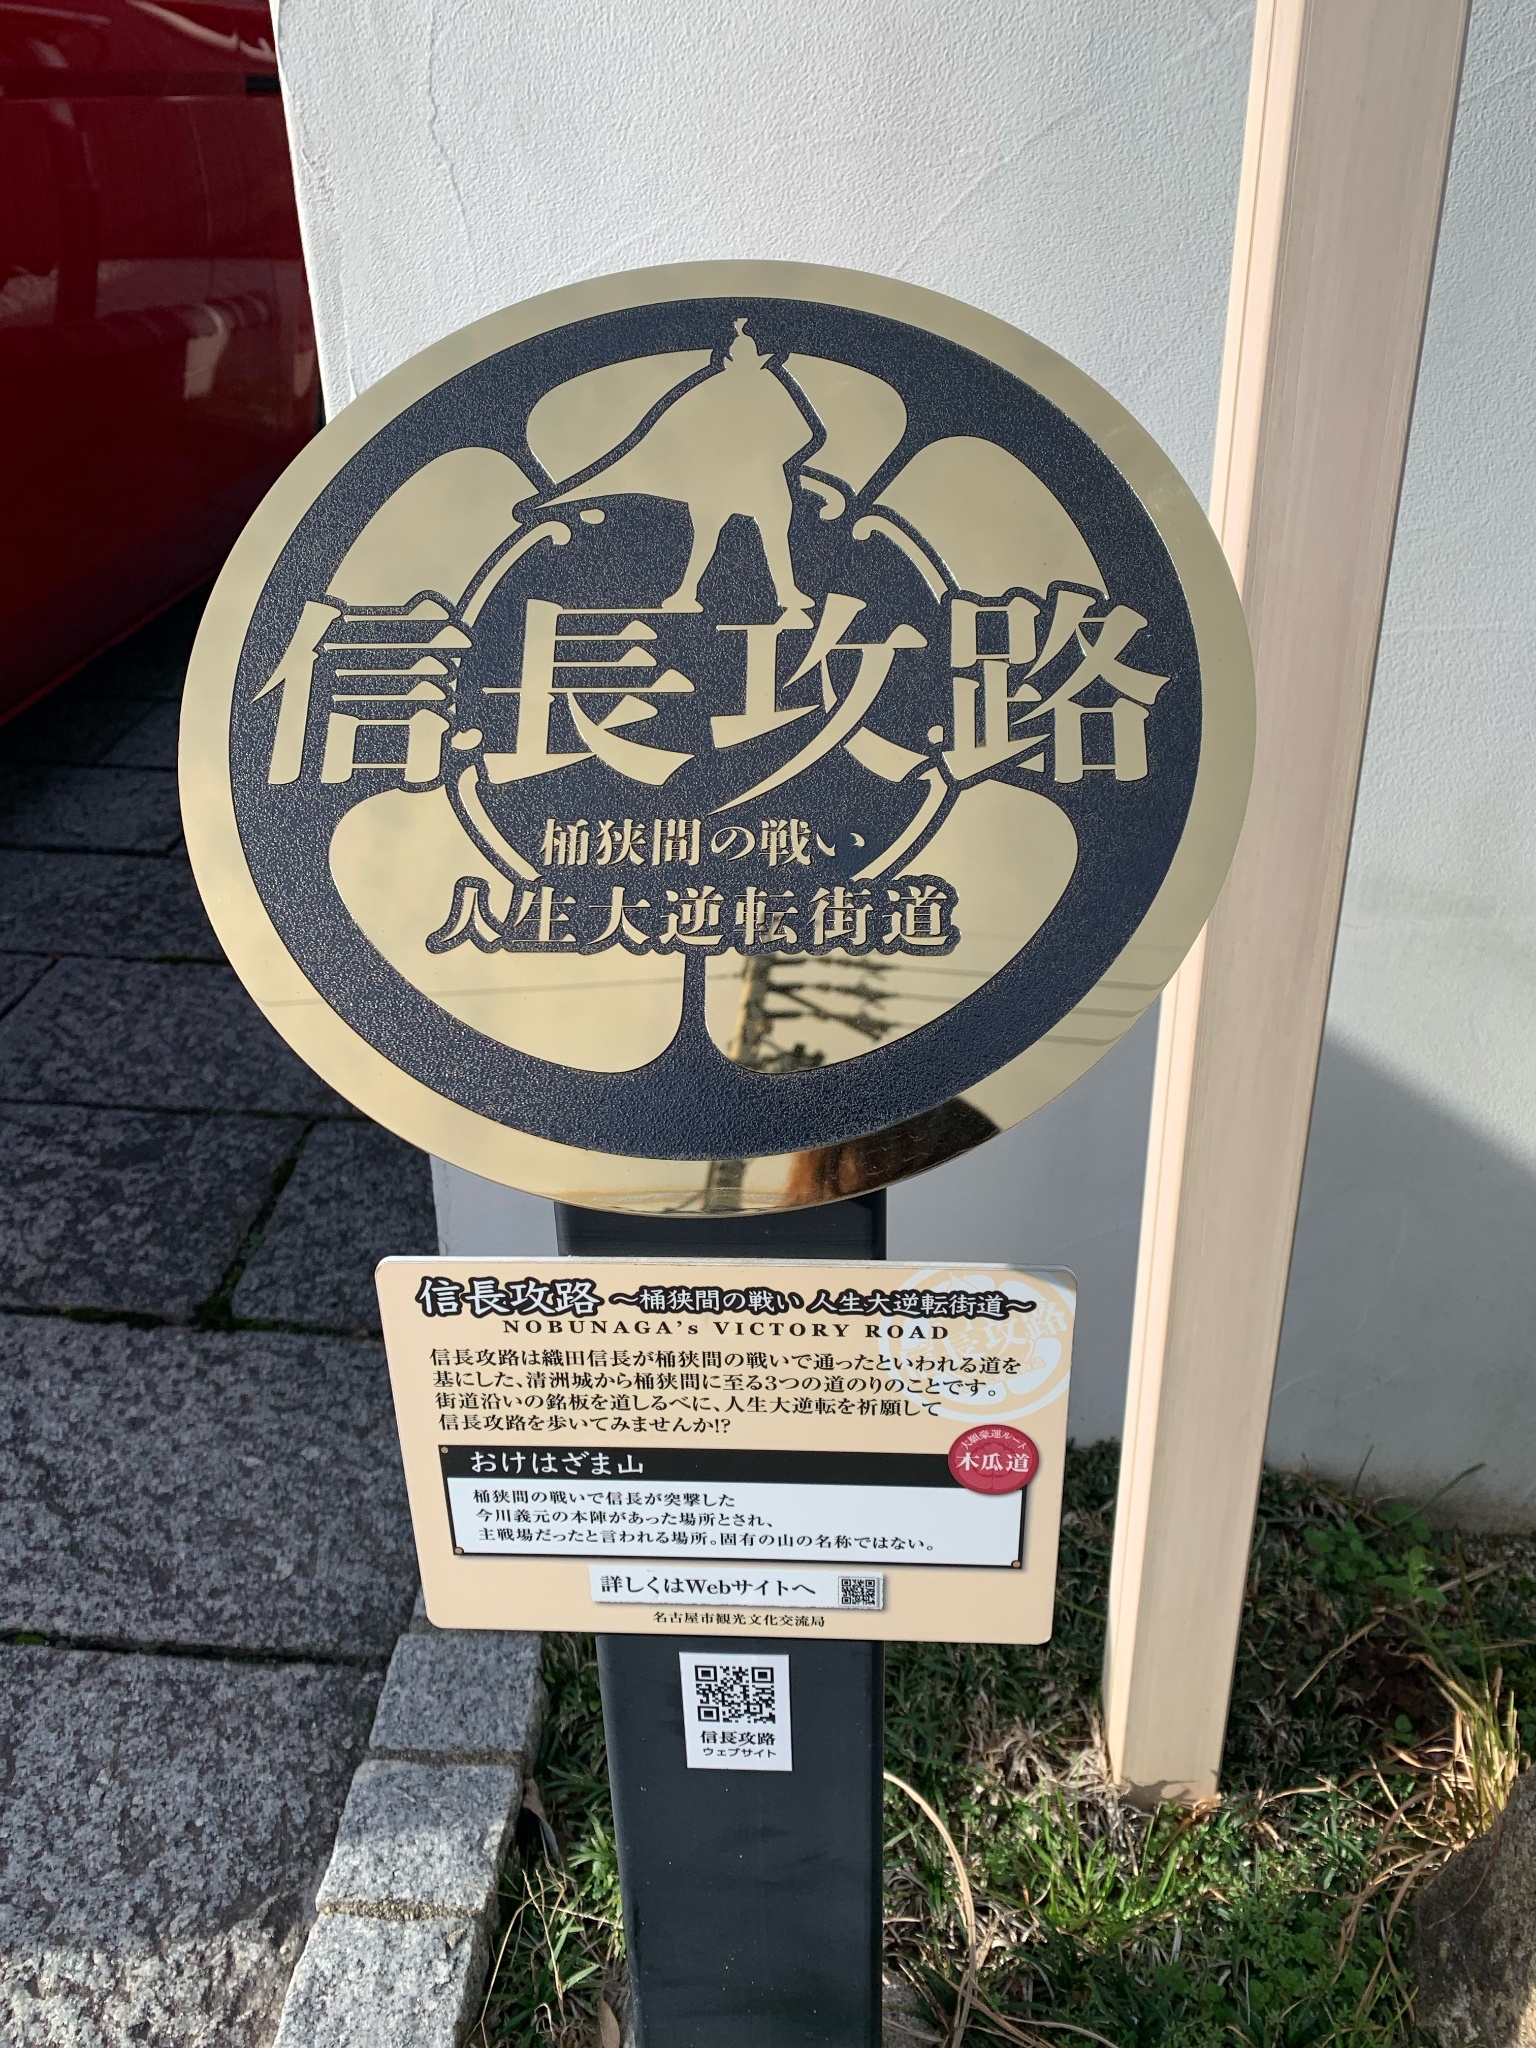 信長攻路
桶狭間の戦い
人生大逆転街道
信長攻路 ～桶狭間の戦い 人生大逆転街道～
NOBUNAGA's VICTORY ROAD
信長攻路は織田信長が桶狭間の戦いで通ったといわれる道を
基にした、清洲城から桶狭間に至る3つの道のりのことです。
街道沿いの銘板を道しるべに、人生大逆転を祈願して
信長攻路を歩いてみませんか!?
大願豪運ルート
木瓜道
おけはざま山
桶狭間の戦いで信長が突撃した
今川義元の本陣があった場所とされ、
主戦場だったと言われる場所。固有の山の名称ではない。
詳しくはWebサイトへ
名古屋市観光文化交流局
信長攻路
ウェブサイト